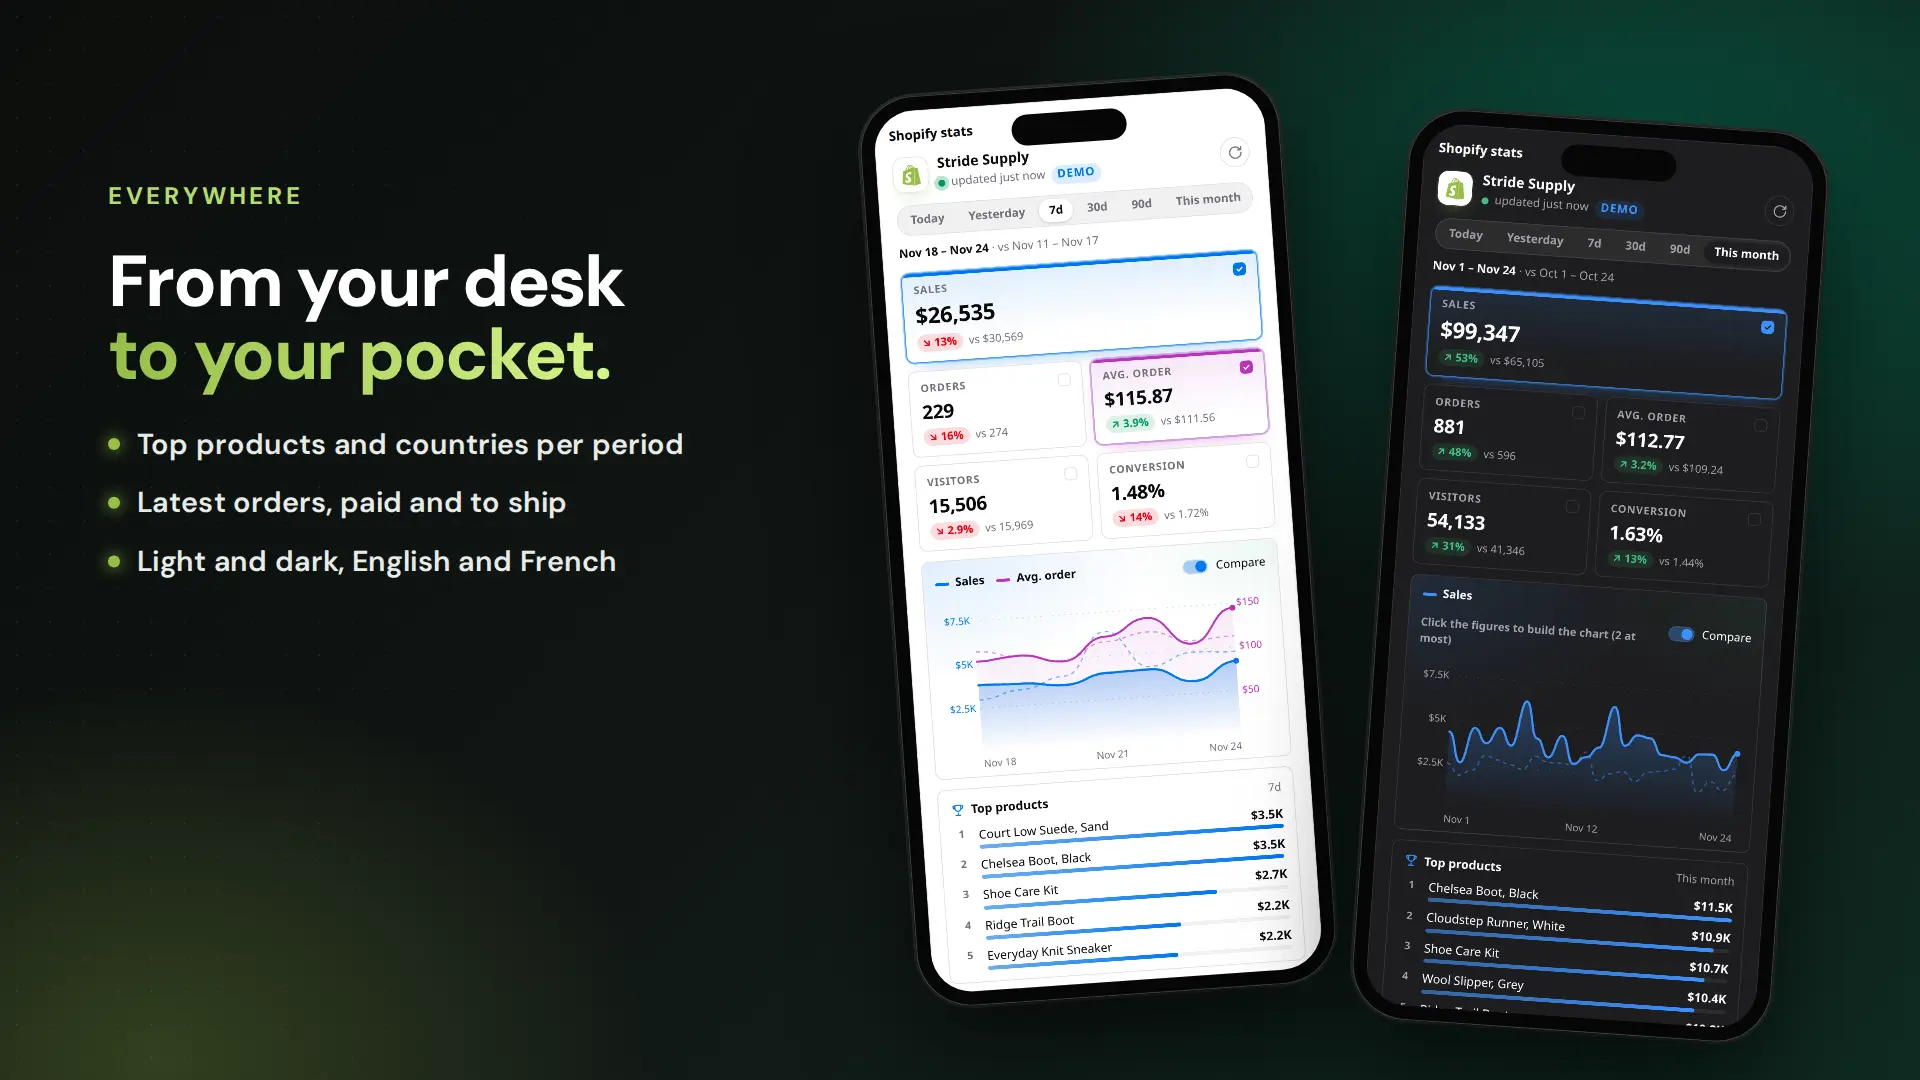 EVERYWHERE
From your desk
to your pocket.
Top products and countries per period
Latest orders, paid and to ship
Light and dark, English and French
Shopify stats
Stride Supply
updated just now DEMO
Today Yesterday 7d 30d 90d This month
Nov 18 – Nov 24 · vs Nov 11 – Nov 17
SALES
$26,535
↘ 13% vs $30,569
ORDERS
229
↘ 16% vs 274
AVG. ORDER
$115.87
↗ 3.9% vs $111.56
VISITORS
15,506
↘ 2.9% vs 15,969
CONVERSION
1.48%
↘ 14% vs 1.72%
Sales Avg. order Compare
$7.5K
$5K
$2.5K
$150
$100
$50
Nov 18 Nov 21 Nov 24
Top products 7d
1 Court Low Suede, Sand $3.5K
2 Chelsea Boot, Black $3.5K
3 Shoe Care Kit $2.7K
4 Ridge Trail Boot $2.2K
5 Everyday Knit Sneaker $2.2K
Shopify stats
Stride Supply
updated just now DEMO
Today Yesterday 7d 30d 90d This month
Nov 1 – Nov 24 · vs Oct 1 – Oct 24
SALES
$99,347
↗ 53% vs $65,105
ORDERS
881
↗ 48% vs 596
AVG. ORDER
$112.77
↗ 3.2% vs $109.24
VISITORS
54,133
↗ 31% vs 41,346
CONVERSION
1.63%
↗ 13% vs 1.44%
Sales
Click the figures to build the chart (2 at
most)
Compare
$7.5K
$5K
$2.5K
Nov 1 Nov 12 Nov 24
Top products This month
1 Chelsea Boot, Black $11.5K
2 Cloudstep Runner, White $10.9K
3 Shoe Care Kit $10.7K
4 Wool Slipper, Grey $10.4K